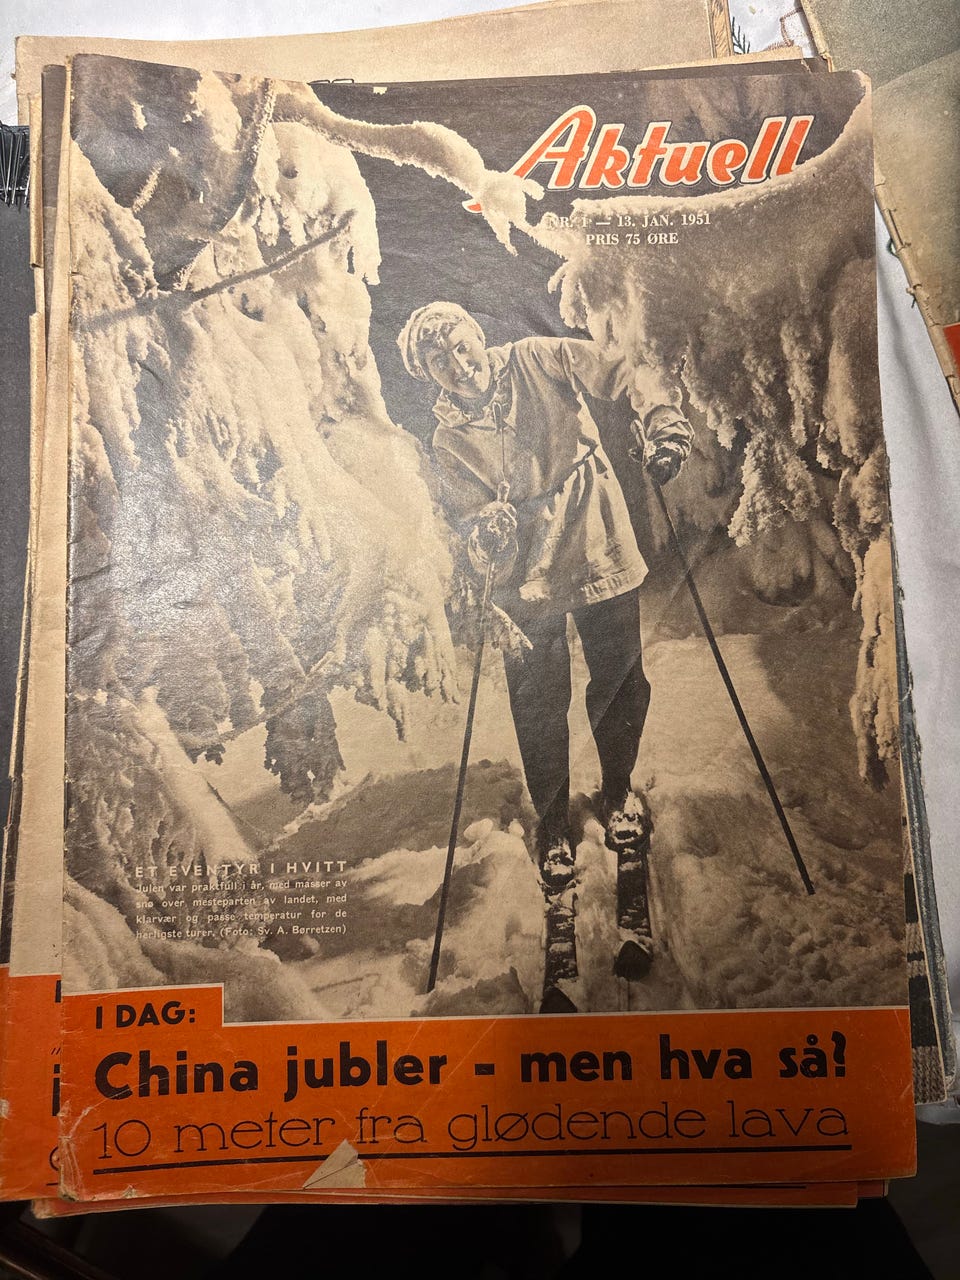 Aktuell
NR. 1 — 13. JAN. 1951
PRIS 75 ØRE
ET EVENTYR I HVITT
Julen var praktfull i år, med masser av
snø over mesteparten av landet, med
klarvær og passe temperatur for de
herligste turer. (Foto: Sv. A. Børretzen)
I DAG:
China jubler - men hva så?
10 meter fra glødende lava